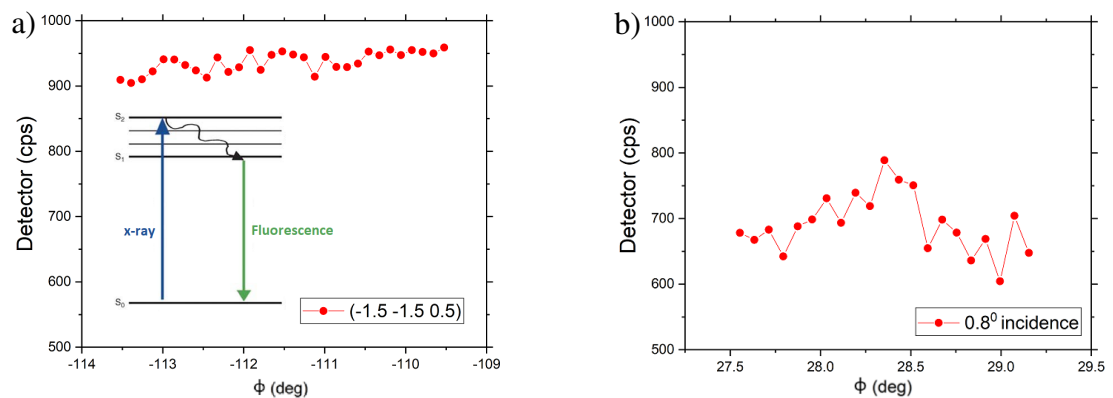 a)
1000
900
800
700
600
500
Detector (cps)
-114
-113
-112
-111
-110
-109
ϕ (deg)
S2
S1
S0
x-ray
Fluorescence
(-1.5 -1.5 0.5)
b)
1000
900
800
700
600
500
Detector (cps)
27.5
28.0
28.5
29.0
29.5
ϕ (deg)
0.8⁰ incidence